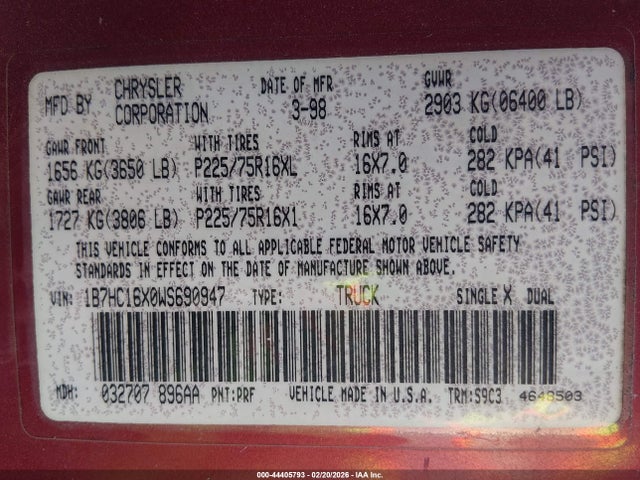 MFD BY CHRYSLER CORPORATION DATE OF MFR 3-98 GVWR 2903 KG(06400 LB)
GAWR FRONT WITH TIRES RIMS AT COLD
1656 KG(3650 LB) P225/75R16XL 16X7.0 282 KPA(41 PSI)
GAWR REAR WITH TIRES RIMS AT COLD
1727 KG(3806 LB) P225/75R16X1 16X7.0 282 KPA(41 PSI)
THIS VEHICLE CONFORMS TO ALL APPLICABLE FEDERAL MOTOR VEHICLE SAFETY
STANDARDS IN EFFECT ON THE DATE OF MANUFACTURE SHOWN ABOVE.
VIN: 1B7HC16X0WS690947 TYPE: TRUCK SINGLE X DUAL
MDH: 032707 896AA PNT:PRF VEHICLE MADE IN U.S.A. TRM:S9C3 4648503
000-44405793 - 02/20/2026 - IAA Inc.